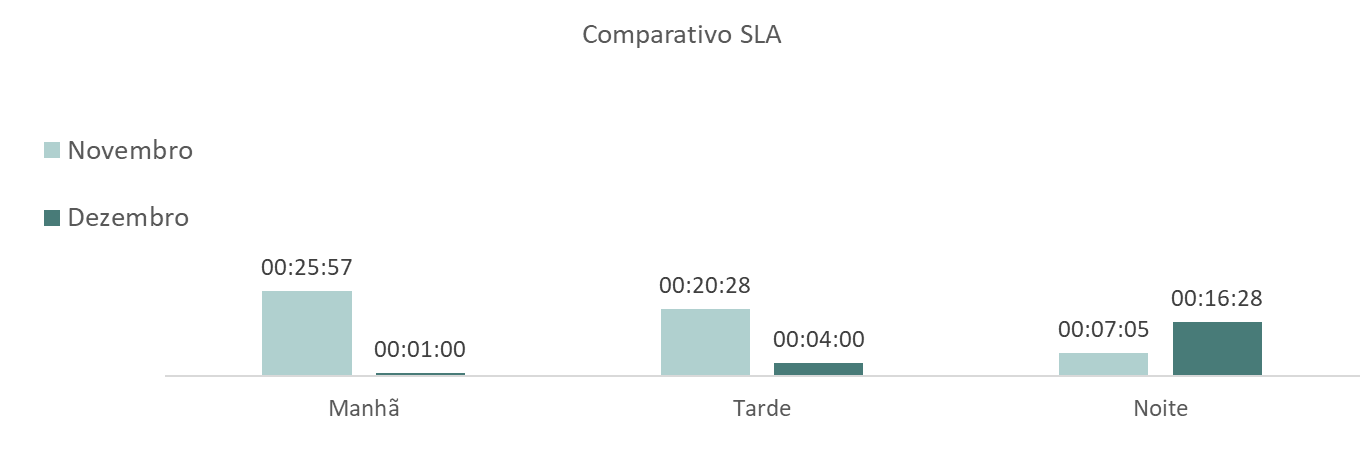 Comparativo SLA
Novembro
Dezembro
00:25:57
00:01:00
00:20:28
00:04:00
00:07:05
00:16:28
Manhã
Tarde
Noite